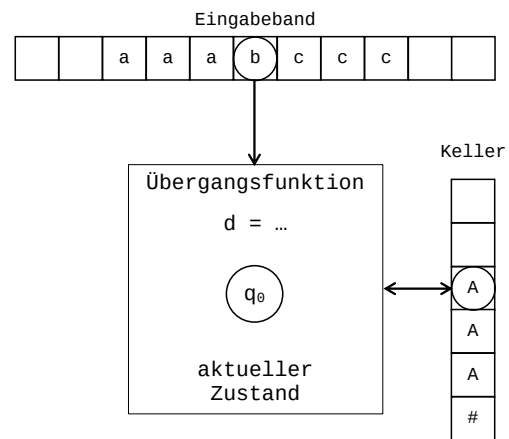 Eingabeband
a a a b c c c
Keller
Übergangsfunktion
d = …
q₀
aktueller
Zustand
A
A
A
#